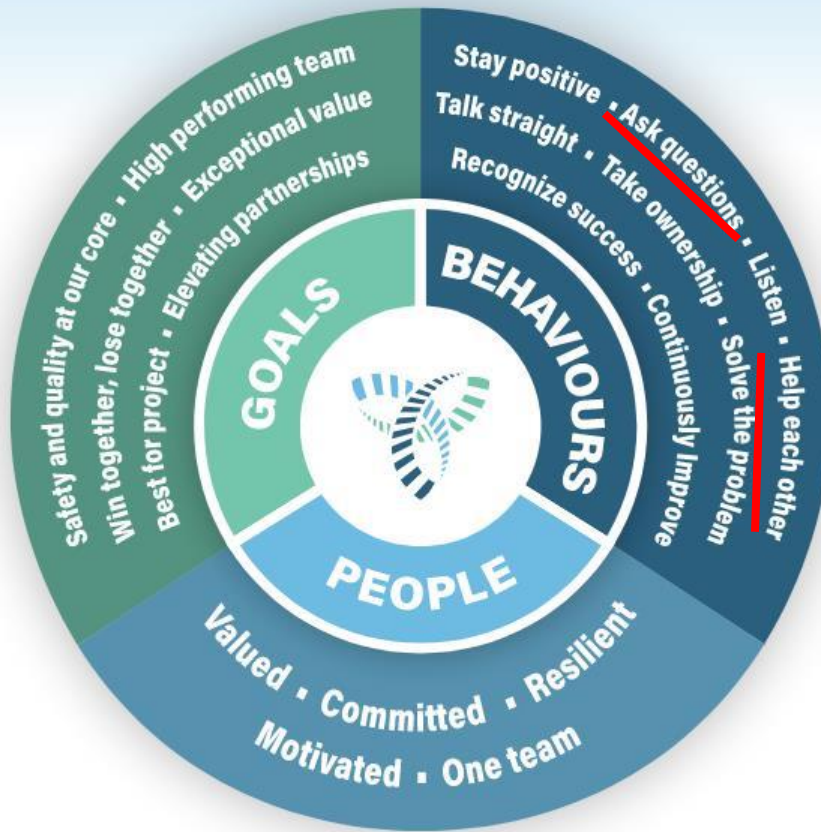 Safety and quality at our core ▪ High performing team
Win together, lose together ▪ Exceptional value
Best for project ▪ Elevating partnerships
GOALS
Stay positive ▪ Ask questions ▪ Listen ▪ Help each other
Talk straight ▪ Take ownership ▪ Solve the problem
Recognize success ▪ Continuously Improve
BEHAVIOURS
PEOPLE
Valued ▪ Committed ▪ Resilient
Motivated ▪ One team